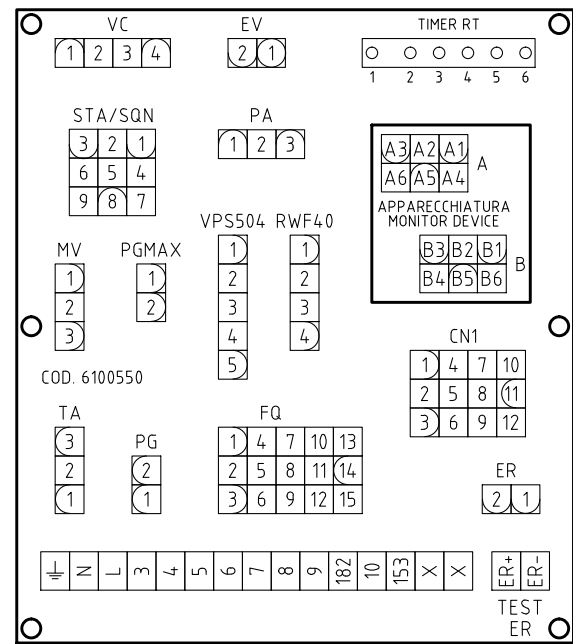 VC EV TIMER RT
1 2 3 4 2 1
1 2 3 4 5 6
STA/SQN PA
3 2 1 1 2 3
6 5 4
9 8 7
A3 A2 A1
A6 A5 A4 A
APPARECCHIATURA
MONITOR DEVICE
B3 B2 B1
B4 B5 B6 B
VPS504 RWF40
MV PGMAX
1 1 1 1
2 2 2 2
3 3 3
4 4
5
CN1
1 4 7 10
2 5 8 11
3 6 9 12
COD. 6100550
TA PG FQ
3 1 4 7 10 13
2 2 2 5 8 11 14
1 1 3 6 9 12 15
ER
2 1
N L 3 4 5 6 7 8 9 182 10 153 X X ER+ ER-
TEST
ER